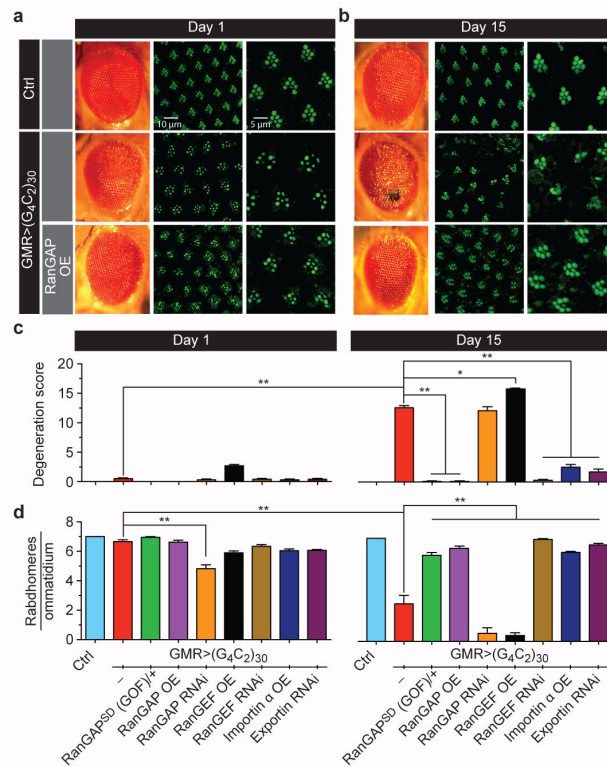 a
Day 1
b
Day 15
Ctrl
10 µm
5 µm
GMR>(G4C2)30
RanGAP
OE
c
Day 1
Day 15
Degeneration score
20
15
10
5
0
**
**
*
**
d
Rabdhomeres
ommatidium
8
6
4
2
0
**
**
**
Ctrl
GMR>(G4C2)30
–
RanGAPSD (GOF)/+
RanGAP OE
RanGAP RNAi
RanGEF OE
RanGEF RNAi
Importin α OE
Exportin RNAi
Ctrl
GMR>(G4C2)30
–
RanGAPSD (GOF)/+
RanGAP OE
RanGAP RNAi
RanGEF OE
RanGEF RNAi
Importin α OE
Exportin RNAi